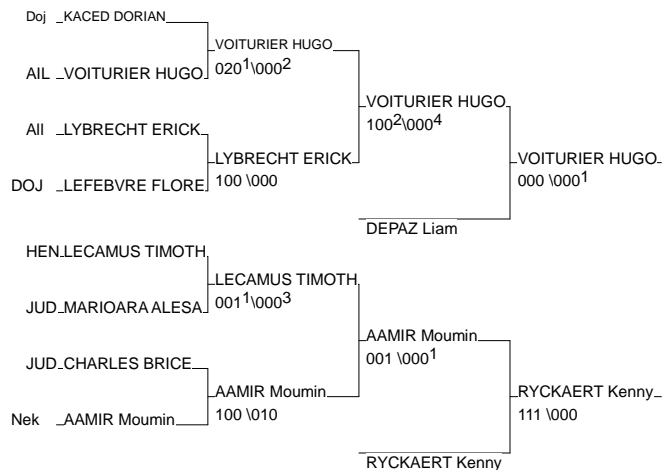 Doj KACED DORIAN
VOITURIER HUGO
020¹\000²
AIL VOITURIER HUGO
VOITURIER HUGO
100²\000⁴
All LYBRECHT ERICK
LYBRECHT ERICK
100 \000
DOJ LEFEBVRE FLORE
VOITURIER HUGO
000 \000¹
DEPAZ Liam
HEN LECAMUS TIMOTH
LECAMUS TIMOTH
001¹\000³
JUD MARIOARA ALESA
AAMIR Moumin
001 \000¹
JUD CHARLES BRICE
AAMIR Moumin
100 \010
Nek AAMIR Moumin
RYCKAERT Kenny
111 \000
RYCKAERT Kenny